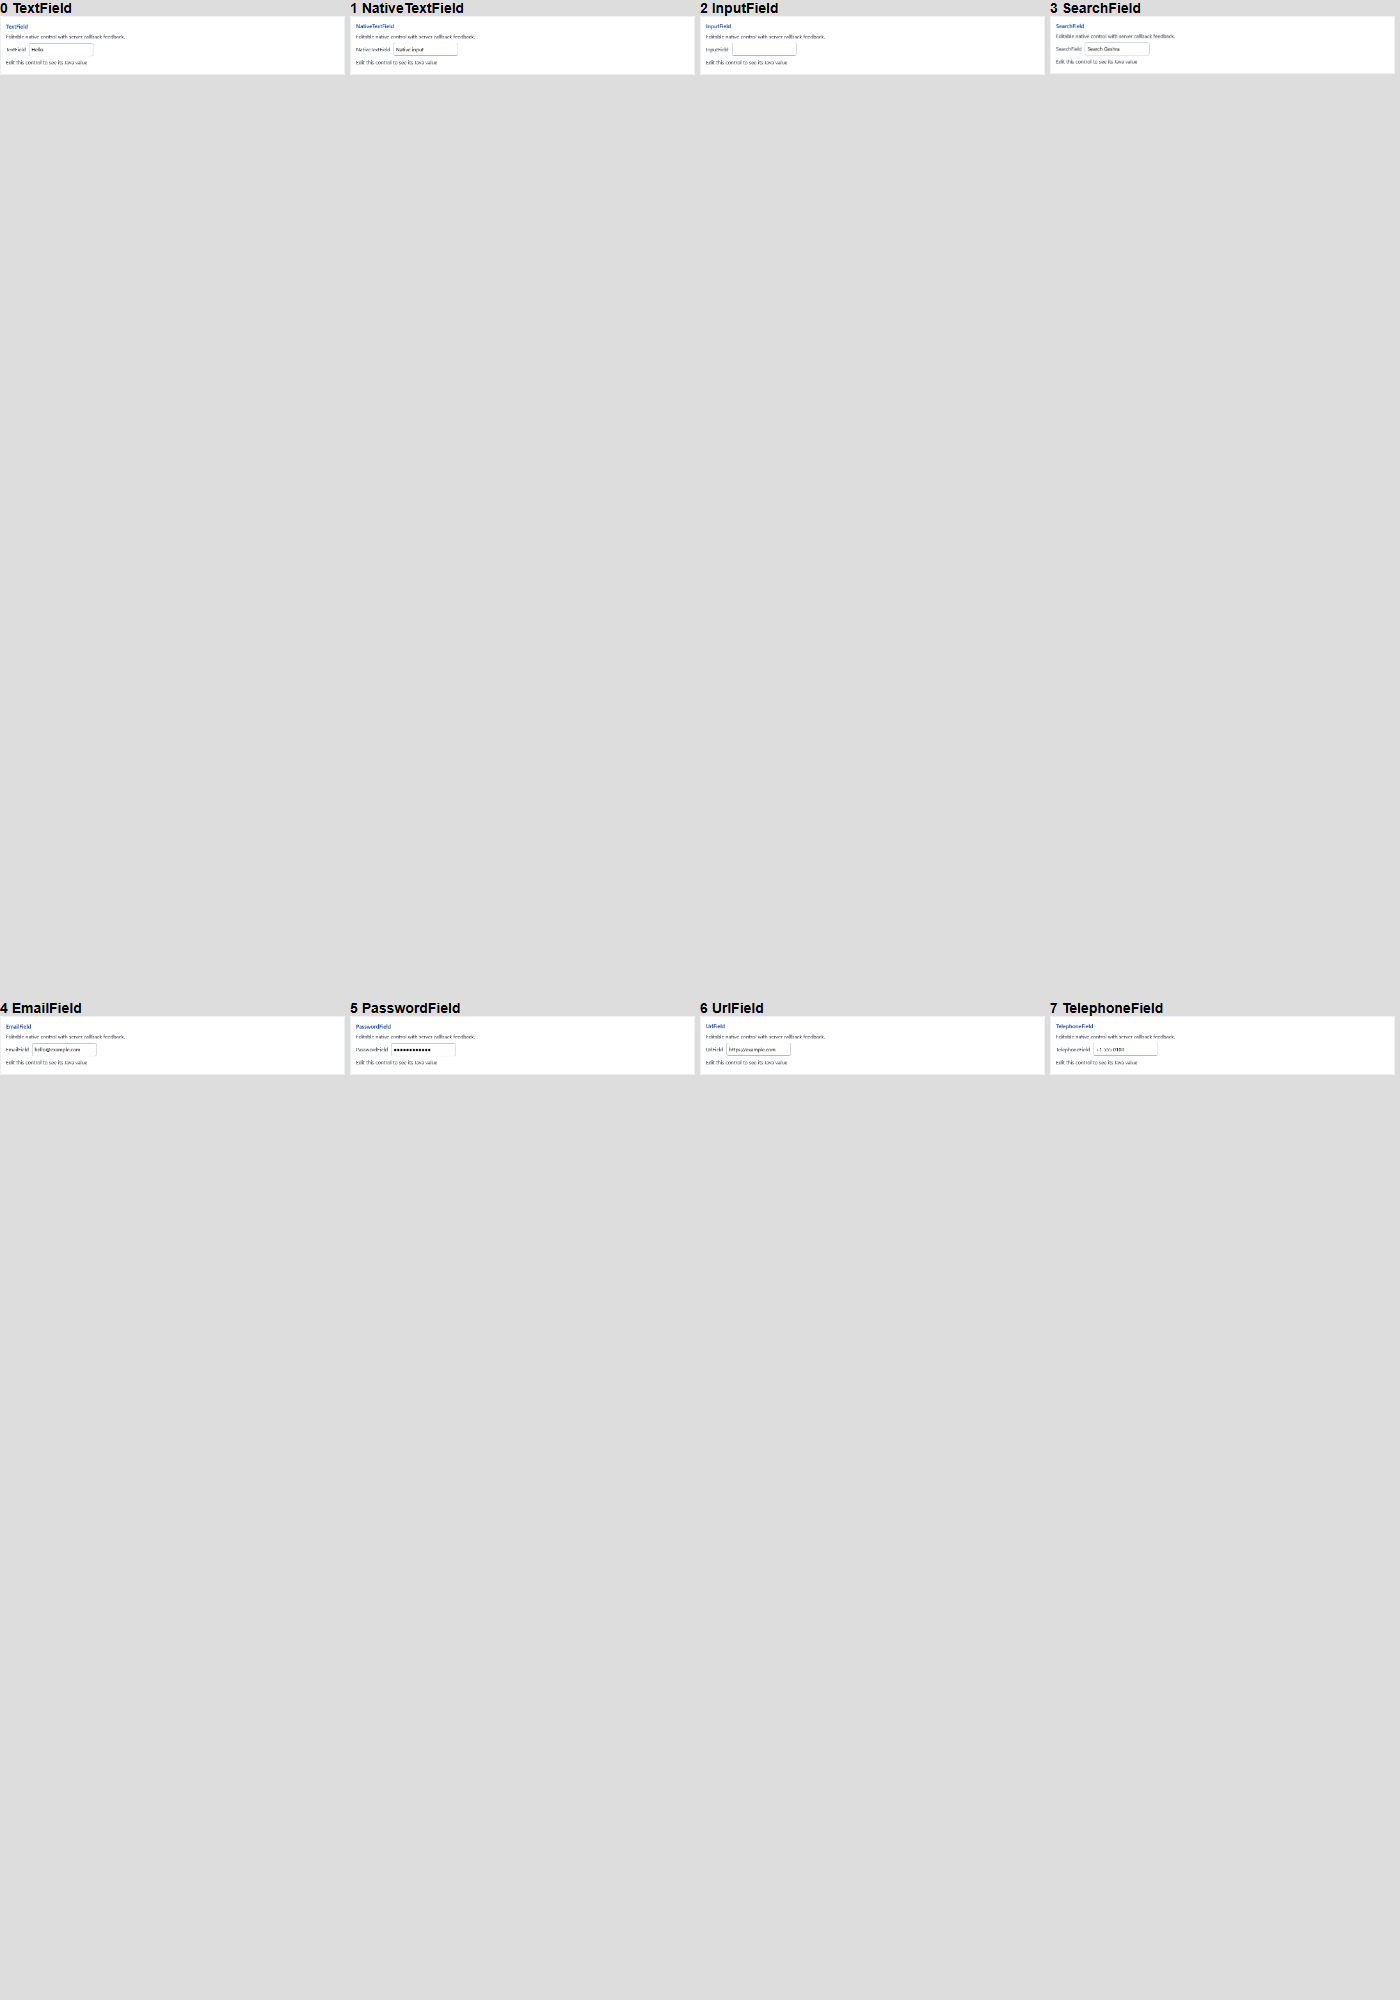 0 TextField
TextField
Editable native control with server callback feedback.
TextField Hello
Edit this control to see its Java value
1 NativeTextField
NativeTextField
Editable native control with server callback feedback.
NativeTextField Native input
Edit this control to see its Java value
2 InputField
InputField
Editable native control with server callback feedback.
InputField
Edit this control to see its Java value
3 SearchField
SearchField
Editable native control with server callback feedback.
SearchField Search
Edit this control to see its Java value
4 EmailField
EmailField
Editable native control with server callback feedback.
EmailField hello@example.com
Edit this control to see its Java value
5 PasswordField
PasswordField
Editable native control with server callback feedback.
PasswordField ••••••••••••
Edit this control to see its Java value
6 UrlField
UrlField
Editable native control with server callback feedback.
UrlField https://example.com
Edit this control to see its Java value
7 TelephoneField
TelephoneField
Editable native control with server callback feedback.
TelephoneField +1 555 0100
Edit this control to see its Java value